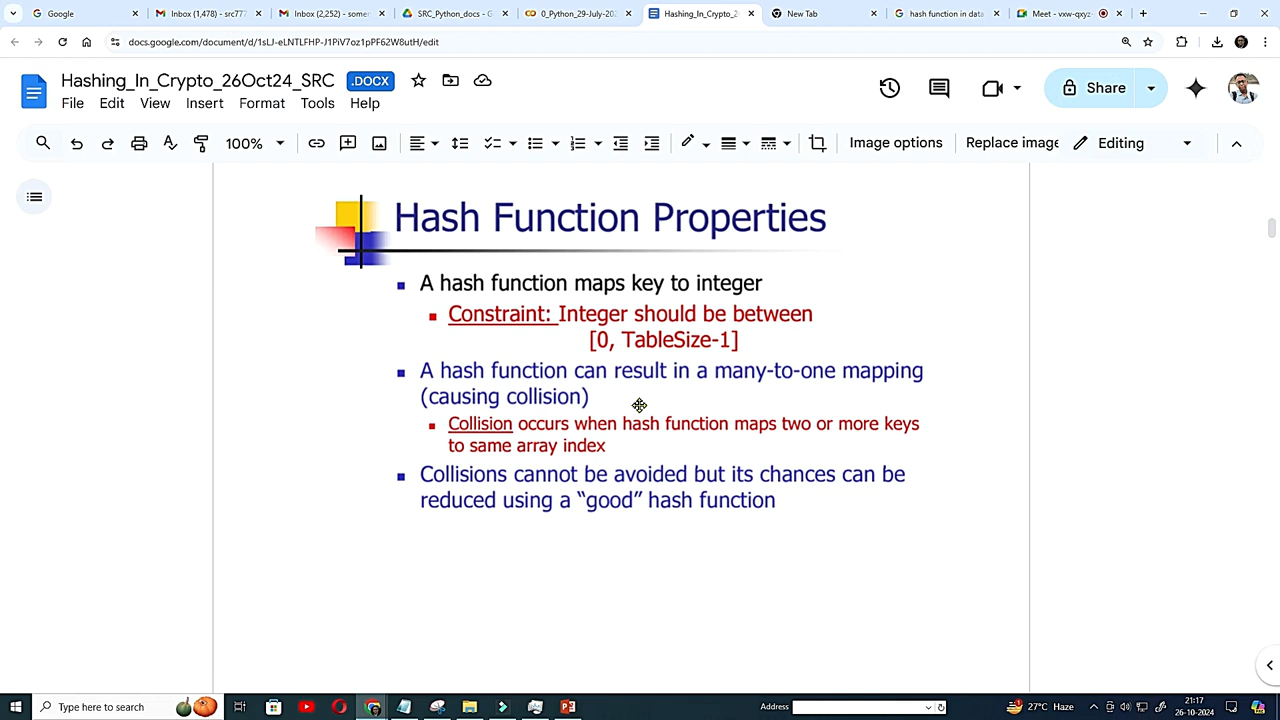 Google
Inbox (1,478) - src777
Inbox (2,252) - some
SRC_Python_docs - G
0_Python_29-July-202
Hashing_In_Crypto_2
New Tab
hash function in data
Meet - vxw-qxyz
docs.google.com/document/d/1sLJ-eLNTLFHP-J1PiV7oz1pPF62W8utH/edit
Hashing_In_Crypto_26Oct24_SRC .DOCX
Share
File Edit View Insert Format Tools Help
100%
Image options
Replace image
Editing
Hash Function Properties
A hash function maps key to integer
Constraint: Integer should be between
[0, TableSize-1]
A hash function can result in a many-to-one mapping
(causing collision)
Collision occurs when hash function maps two or more keys
to same array index
Collisions cannot be avoided but its chances can be
reduced using a “good” hash function
Type here to search
Address
27°C Haze
21:17
26-10-2024